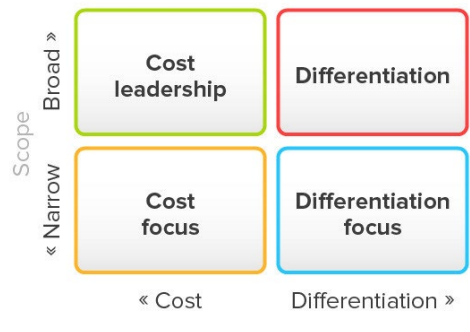 Scope
Broad »
Cost
leadership
Differentiation
« Narrow
Cost
focus
Differentiation
focus
« Cost
Differentiation »